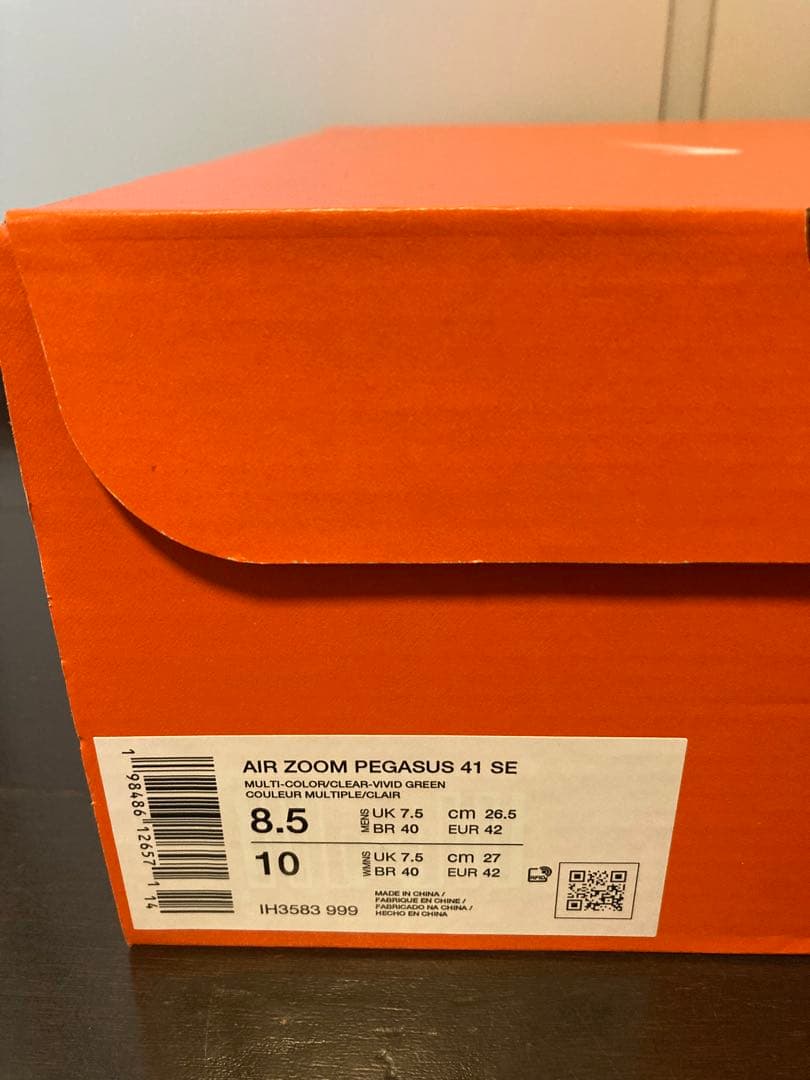 AIR ZOOM PEGASUS 41 SE
MULTI-COLOR/CLEAR-VIVID GREEN
COULEUR MULTIPLE/CLAIR
8.5 MENS UK 7.5 cm 26.5
BR 40 EUR 42
10 WMNS UK 7.5 cm 27
BR 40 EUR 42
IH3583 999
MADE IN CHINA /
FABRIQUE EN CHINE /
FABRICADO NA CHINA /
HECHO EN CHINA
RFID
1 98486 12657 1 14